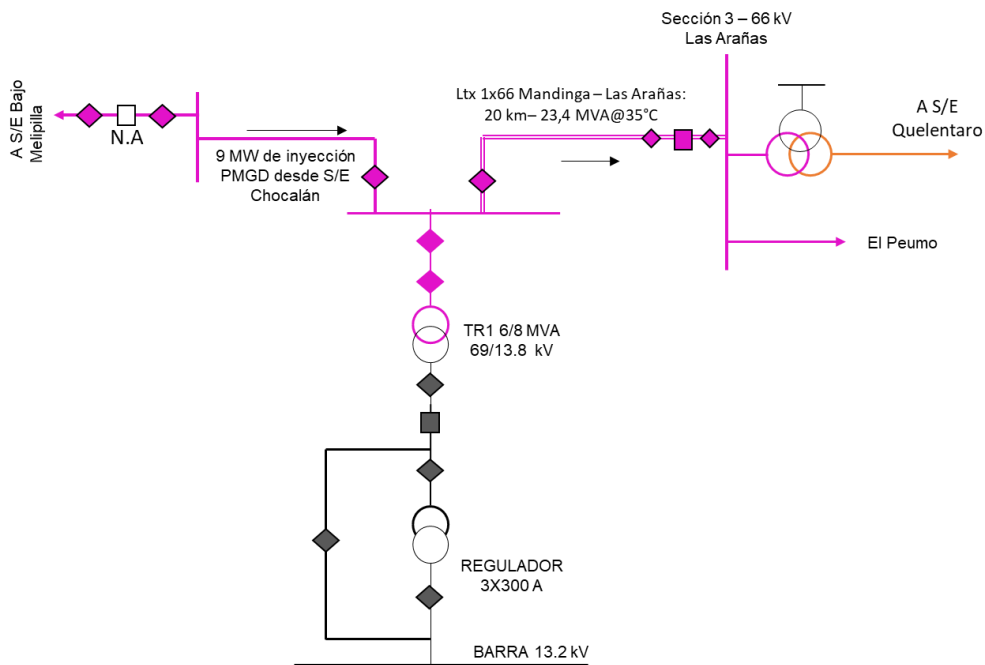 Sección 3 – 66 kV
Las Arañas
A S/E Bajo
Melipilla
N.A
9 MW de inyección
PMGD desde S/E
Chocalán
Ltx 1x66 Mandinga – Las Arañas:
20 km– 23,4 MVA@35°C
A S/E
Quelentaro
El Peumo
TR1 6/8 MVA
69/13.8 kV
REGULADOR
3X300 A
BARRA 13.2 kV